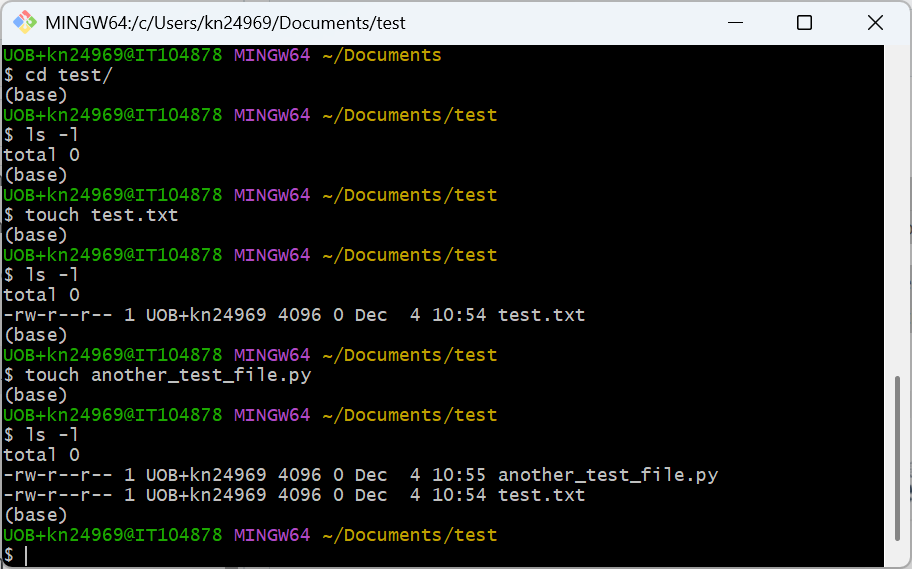 MINGW64:/c/Users/kn24969/Documents/test
UOB+kn24969@IT104878 MINGW64 ~/Documents
$ cd test/
(base)
UOB+kn24969@IT104878 MINGW64 ~/Documents/test
$ ls -l
total 0
(base)
UOB+kn24969@IT104878 MINGW64 ~/Documents/test
$ touch test.txt
(base)
UOB+kn24969@IT104878 MINGW64 ~/Documents/test
$ ls -l
total 0
-rw-r--r-- 1 UOB+kn24969 4096 0 Dec  4 10:54 test.txt
(base)
UOB+kn24969@IT104878 MINGW64 ~/Documents/test
$ touch another_test_file.py
(base)
UOB+kn24969@IT104878 MINGW64 ~/Documents/test
$ ls -l
total 0
-rw-r--r-- 1 UOB+kn24969 4096 0 Dec  4 10:55 another_test_file.py
-rw-r--r-- 1 UOB+kn24969 4096 0 Dec  4 10:54 test.txt
(base)
UOB+kn24969@IT104878 MINGW64 ~/Documents/test
$